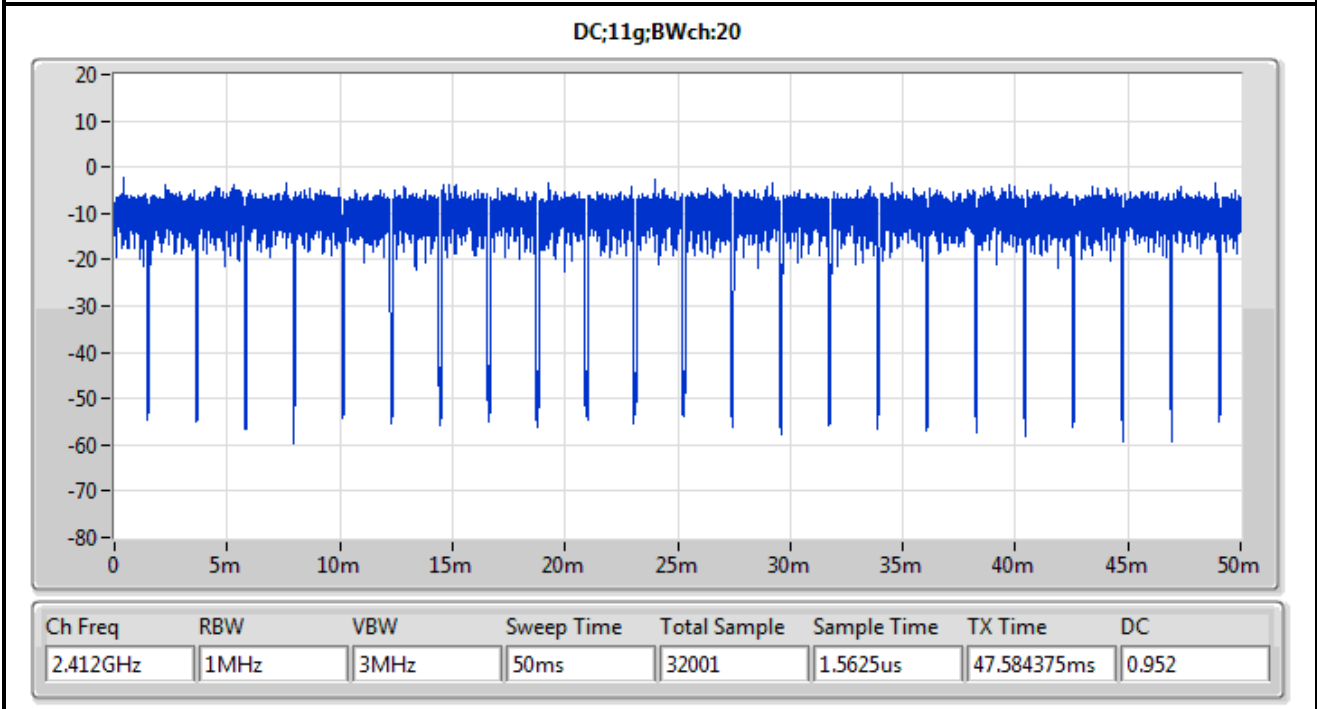 DC;11g;BWch:20
20
10
0
-10
-20
-30
-40
-50
-60
-70
-80
0 5m 10m 15m 20m 25m 30m 35m 40m 45m 50m
Ch Freq RBW VBW Sweep Time Total Sample Sample Time TX Time DC
2.412GHz 1MHz 3MHz 50ms 32001 1.5625us 47.584375ms 0.952